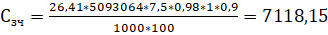 Сзч = 26,41*5093064*7,5*0,98*1*0,9 / 1000*100 = 7118,15